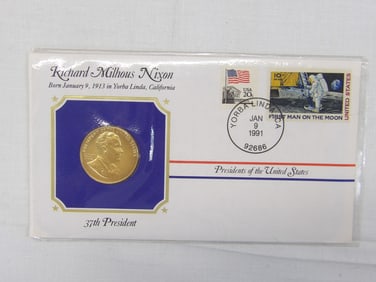 Richard Milhous Nixon
Born January 9, 1913 in Yorba Linda, California
37th President
USA
30c
10c
UNITED STATES
FIRST MAN ON THE MOON
YORBA LINDA CA
JAN
9
1991
92686
Presidents of the United States